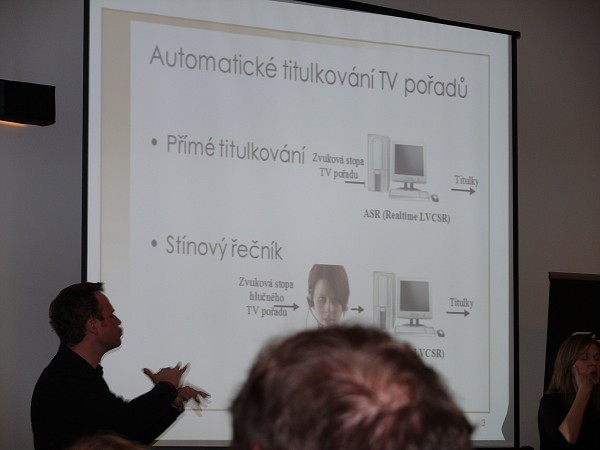 Automatické titulkování TV pořadů
• Přímé titulkování
Zvuková stopa
TV pořadu
Titulky
ASR (Realtime LVCSR)
• Stínový řečník
Zvuková stopa
hlučného
TV pořadu
Titulky
LVCSR)
3